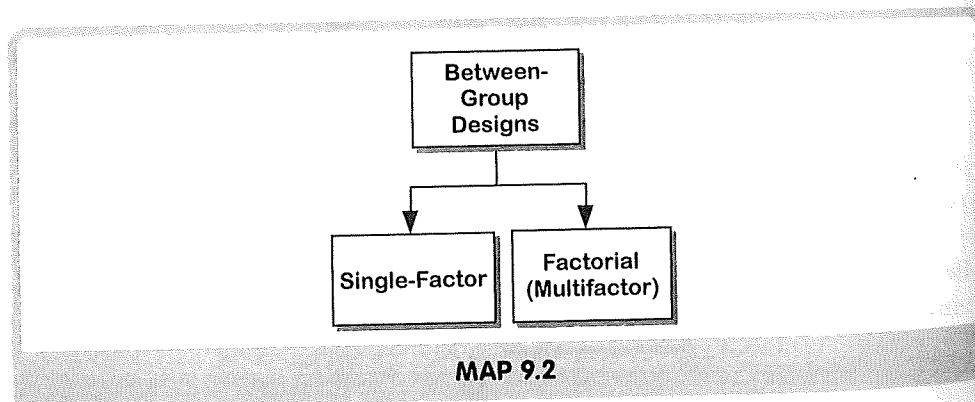 Between-
Group
Designs
Single-Factor
Factorial
(Multifactor)
MAP 9.2